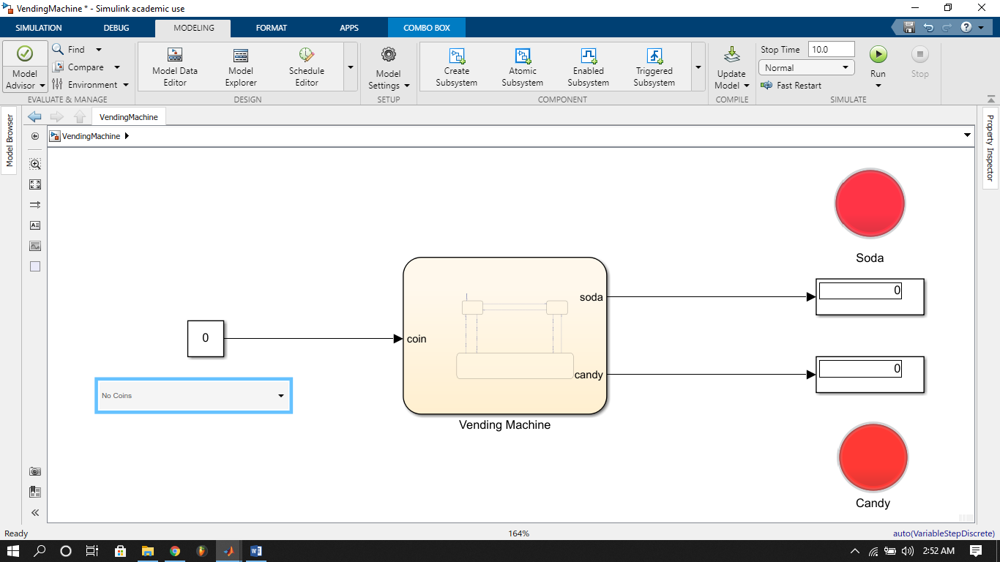 VendingMachine * - Simulink academic use
SIMULATION DEBUG MODELING FORMAT APPS COMBO BOX
Model Advisor
Find
Compare
Environment
EVALUATE & MANAGE
Model Data Editor
Model Explorer
Schedule Editor
DESIGN
Model Settings
SETUP
Create Subsystem
Atomic Subsystem
Enabled Subsystem
Triggered Subsystem
COMPONENT
Update Model
COMPILE
Stop Time 10.0
Normal
Fast Restart
Run
Stop
SIMULATE
Model Browser
VendingMachine
VendingMachine
Property Inspector
Soda
soda
0
0
coin
candy
0
No Coins
Vending Machine
Candy
Ready 164% auto(VariableStepDiscrete)
2:52 AM